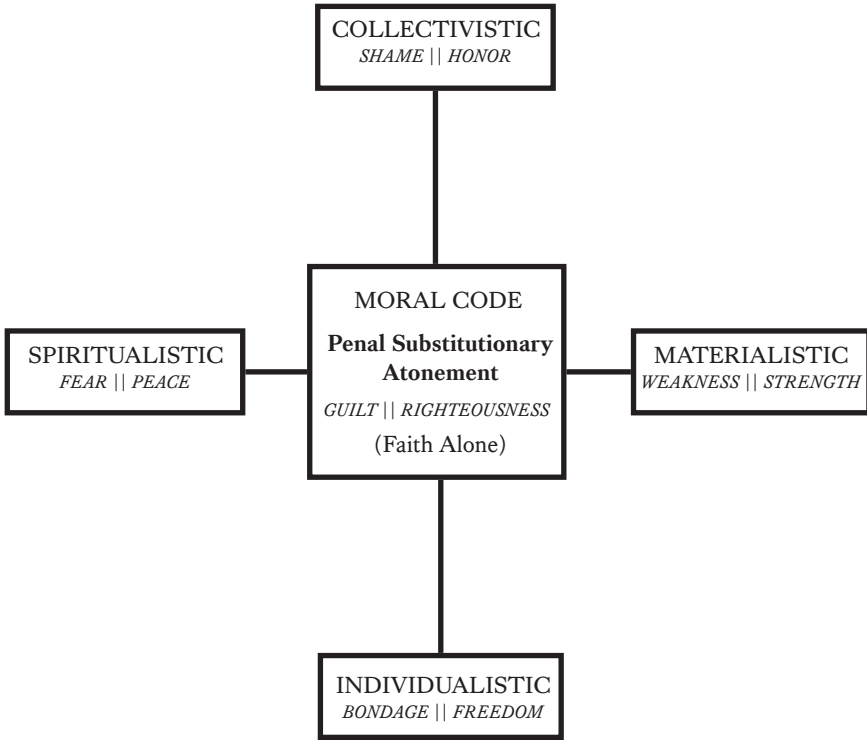 COLLECTIVISTIC
SHAME || HONOR
MORAL CODE
Penal Substitutionary
Atonement
GUILT || RIGHTEOUSNESS
(Faith Alone)
SPIRITUALISTIC
FEAR || PEACE
MATERIALISTIC
WEAKNESS || STRENGTH
INDIVIDUALISTIC
BONDAGE || FREEDOM